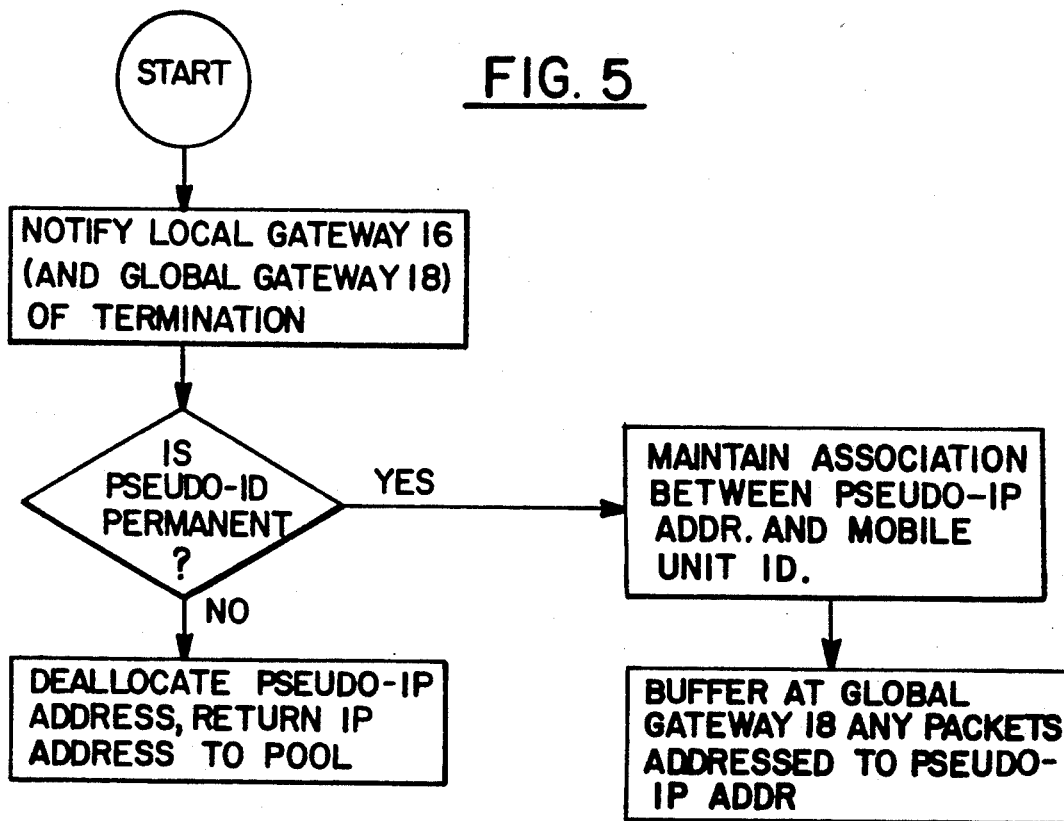 START
FIG. 5
NOTIFY LOCAL GATEWAY 16
(AND GLOBAL GATEWAY 18)
OF TERMINATION
IS
PSEUDO-ID
PERMANENT
?
YES
NO
MAINTAIN ASSOCIATION
BETWEEN PSEUDO-IP
ADDR. AND MOBILE
UNIT ID.
DEALLOCATE PSEUDO-IP
ADDRESS, RETURN IP
ADDRESS TO POOL
BUFFER AT GLOBAL
GATEWAY 18 ANY PACKETS
ADDRESSED TO PSEUDO-
IP ADDR